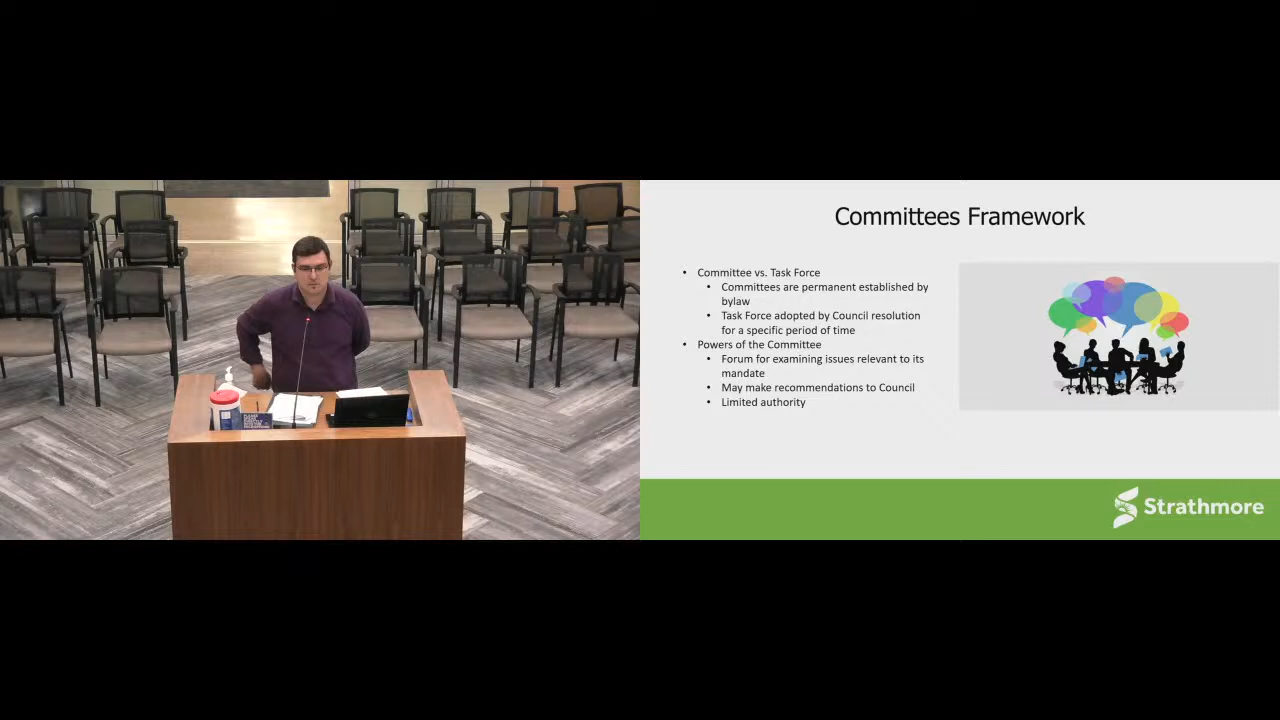 Committees Framework
• Committee vs. Task Force
• Committees are permanent established by
bylaw
• Task Force adopted by Council resolution
for a specific period of time
• Powers of the Committee
• Forum for examining issues relevant to its
mandate
• May make recommendations to Council
• Limited authority
Strathmore